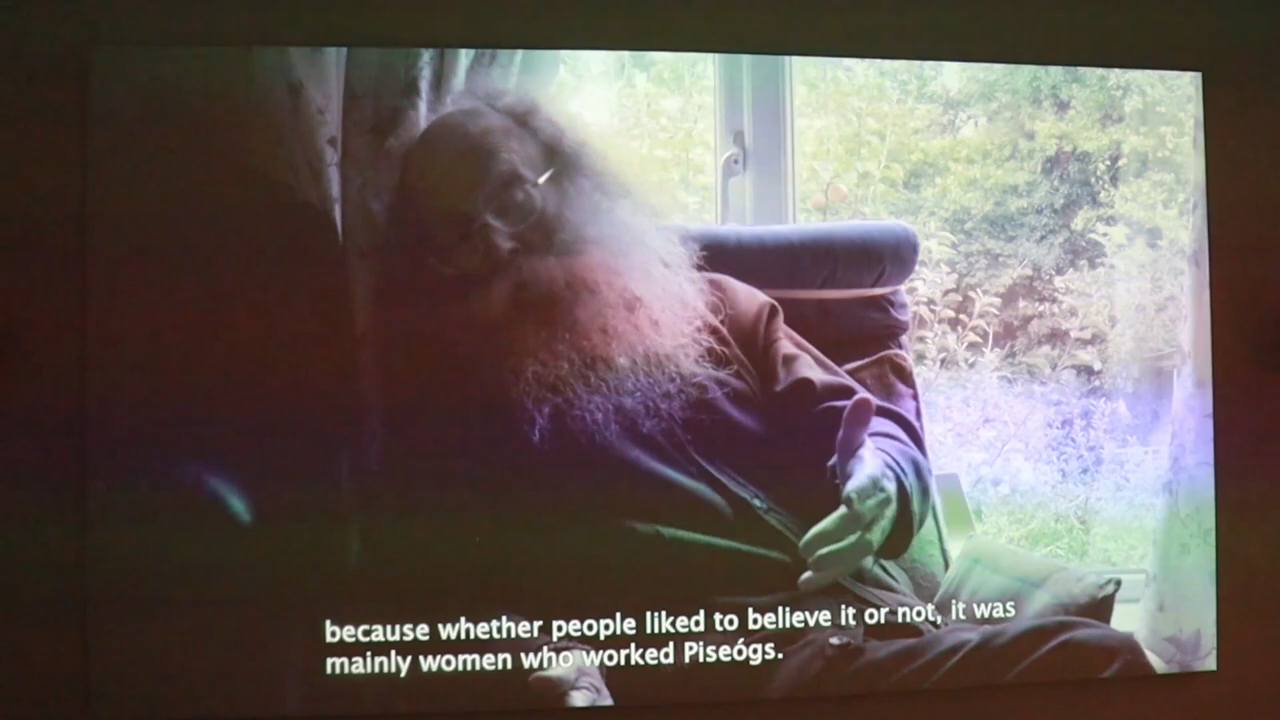 because whether people liked to believe it or not, it was
mainly women who worked Piseógs.